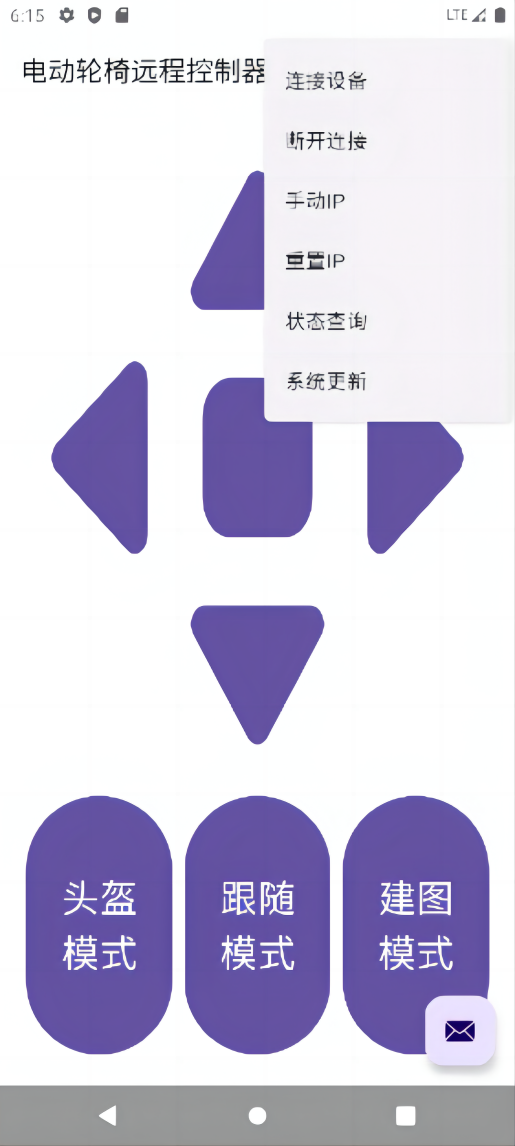 6:15
LTE
电动轮椅远程控制器
连接设备
断开连接
手动IP
重置IP
状态查询
系统更新
头盔
模式
跟随
模式
建图
模式